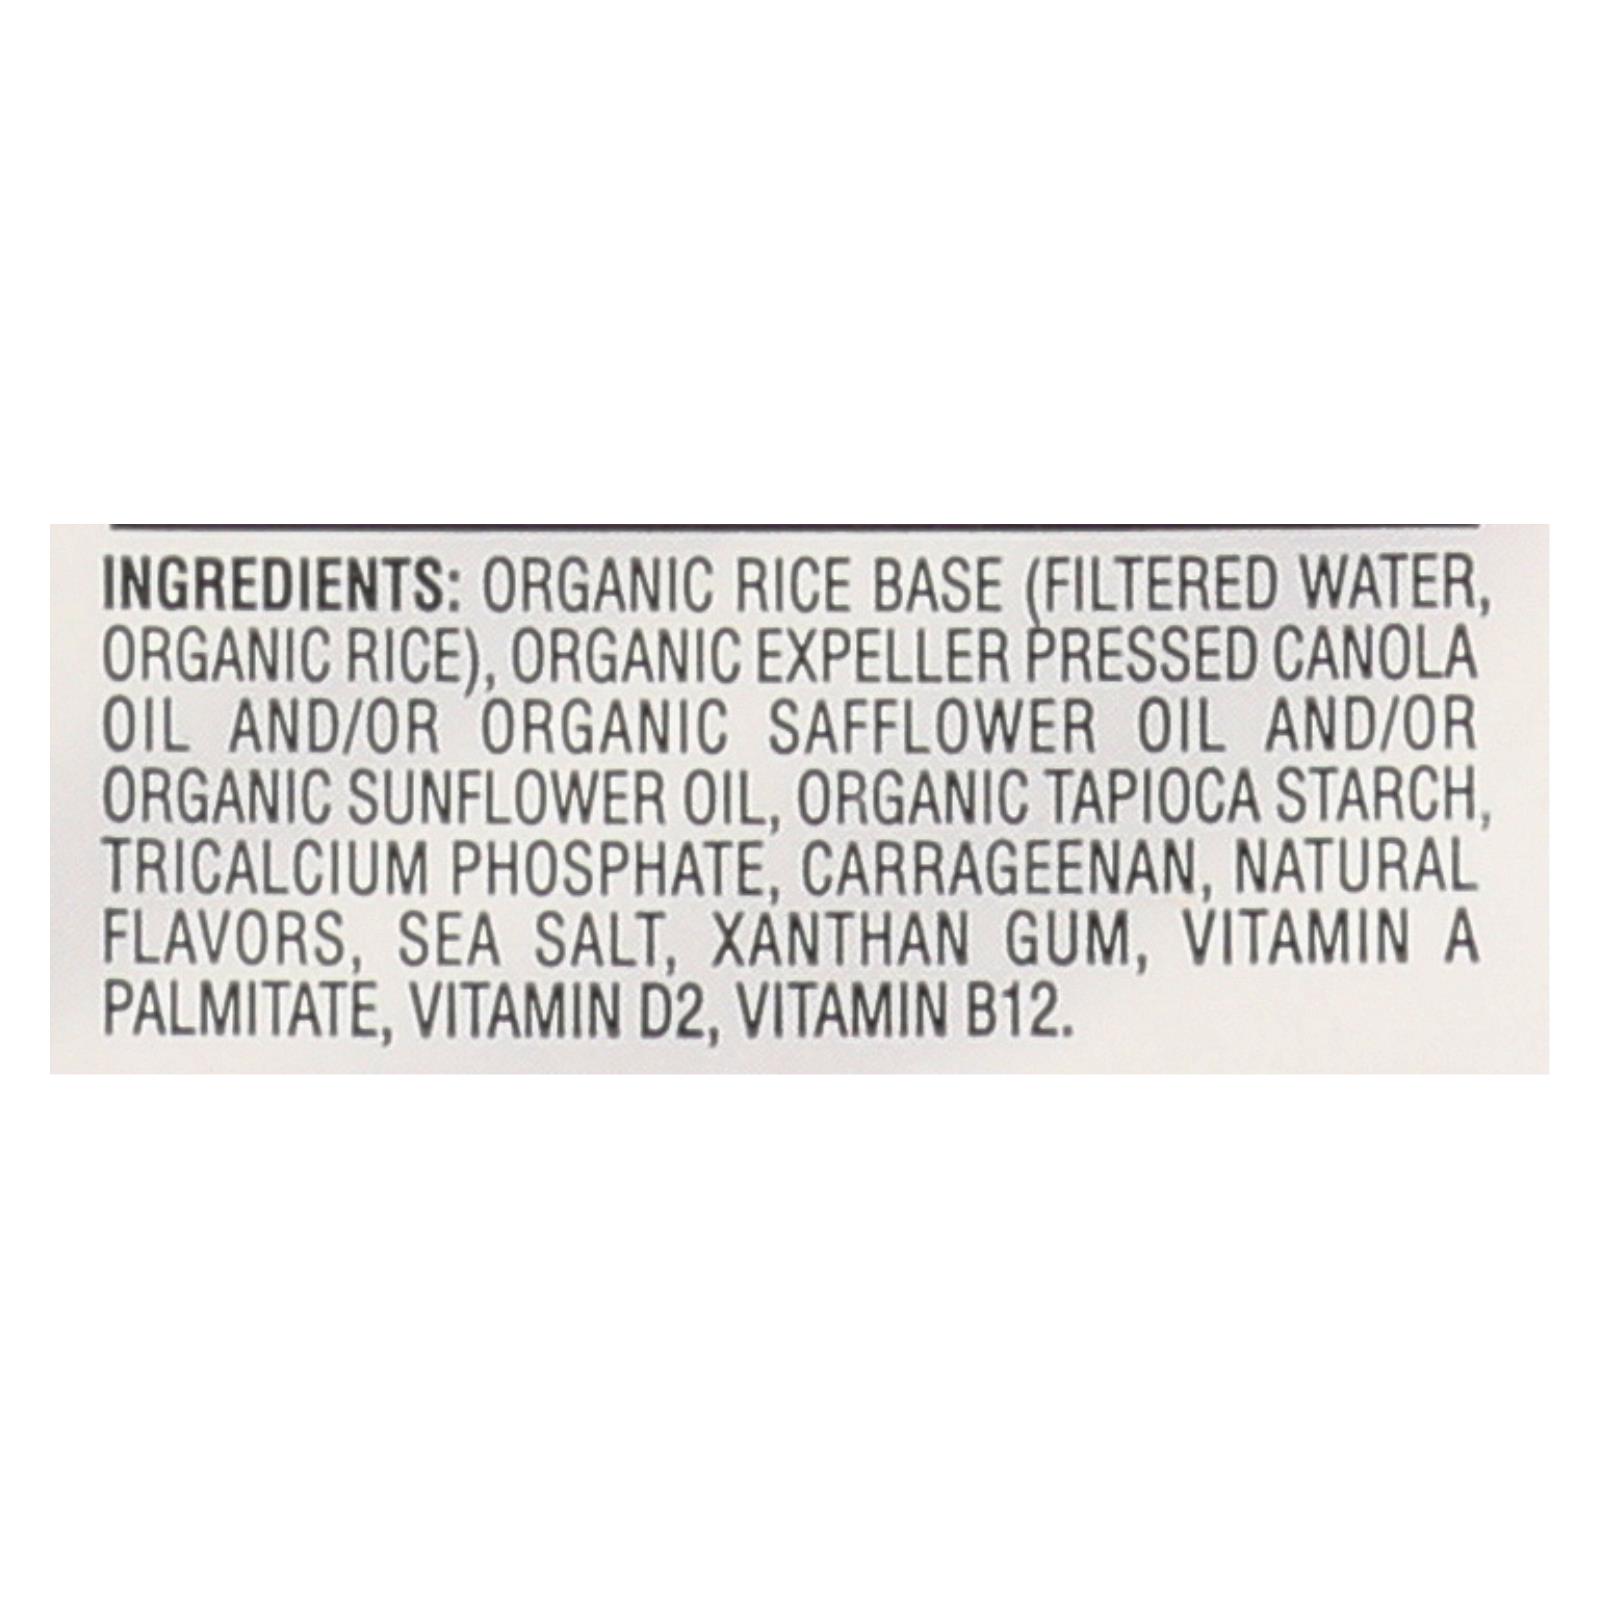 INGREDIENTS: ORGANIC RICE BASE (FILTERED WATER,
ORGANIC RICE), ORGANIC EXPELLER PRESSED CANOLA
OIL AND/OR ORGANIC SAFFLOWER OIL AND/OR
ORGANIC SUNFLOWER OIL, ORGANIC TAPIOCA STARCH,
TRICALCIUM PHOSPHATE, CARRAGEENAN, NATURAL
FLAVORS, SEA SALT, XANTHAN GUM, VITAMIN A
PALMITATE, VITAMIN D2, VITAMIN B12.